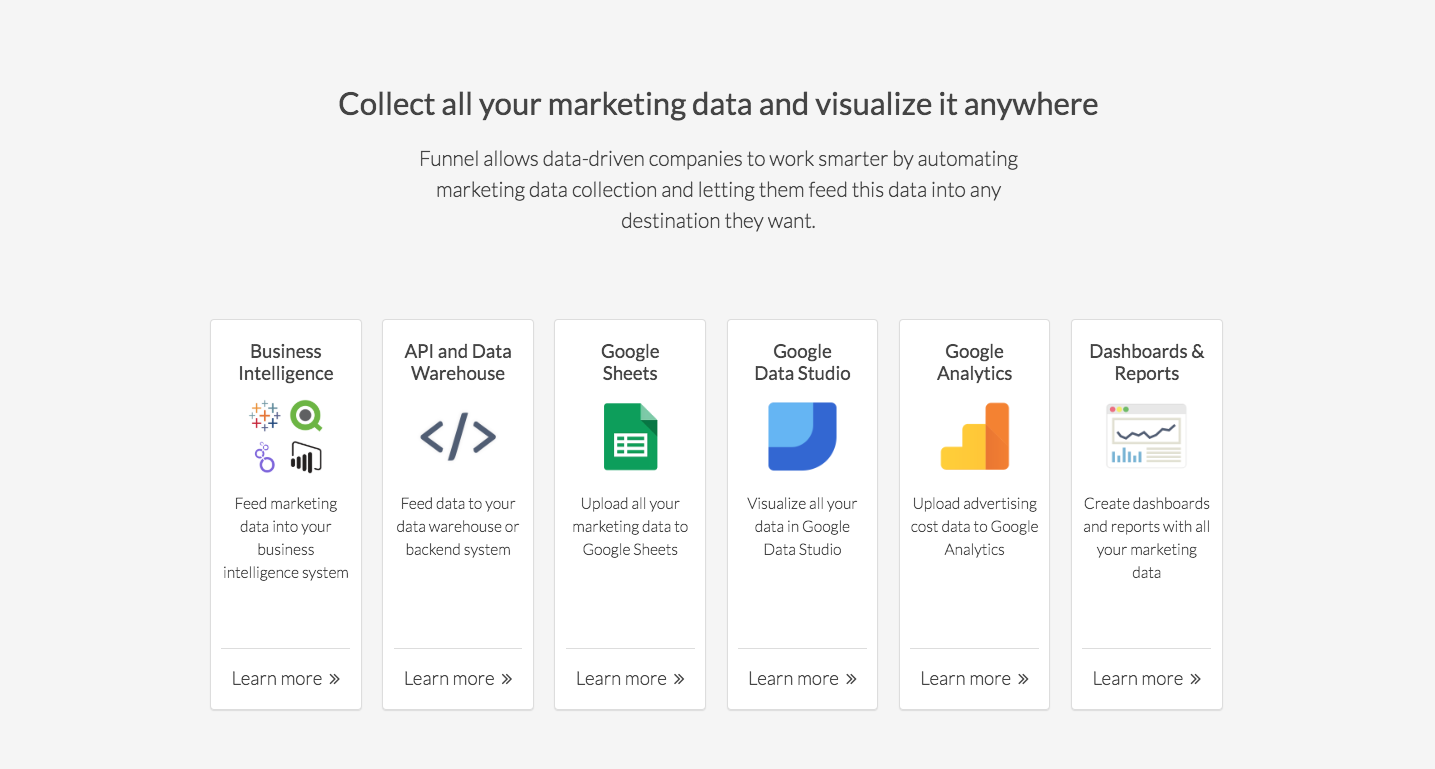 Collect all your marketing data and visualize it anywhere
Funnel allows data-driven companies to work smarter by automating
marketing data collection and letting them feed this data into any
destination they want.
Business
Intelligence
Feed marketing
data into your
business
intelligence system
Learn more »
API and Data
Warehouse
</>
Feed data to your
data warehouse or
backend system
Learn more »
Google
Sheets
Upload all your
marketing data to
Google Sheets
Learn more »
Google
Data Studio
Visualize all your
data in Google
Data Studio
Learn more »
Google
Analytics
Upload advertising
cost data to Google
Analytics
Learn more »
Dashboards &
Reports
Create dashboards
and reports with all
your marketing
data
Learn more »